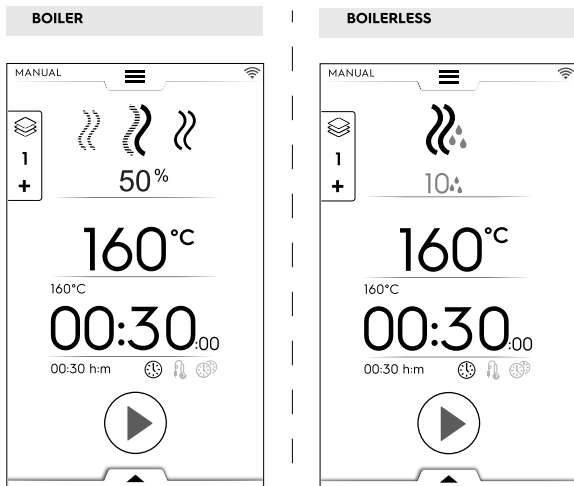 BOILER
MANUAL
1
+
50%
160°C
160°C
00:30:00
00:30 h:m
BOILERLESS
MANUAL
1
+
10
160°C
160°C
00:30:00
00:30 h:m